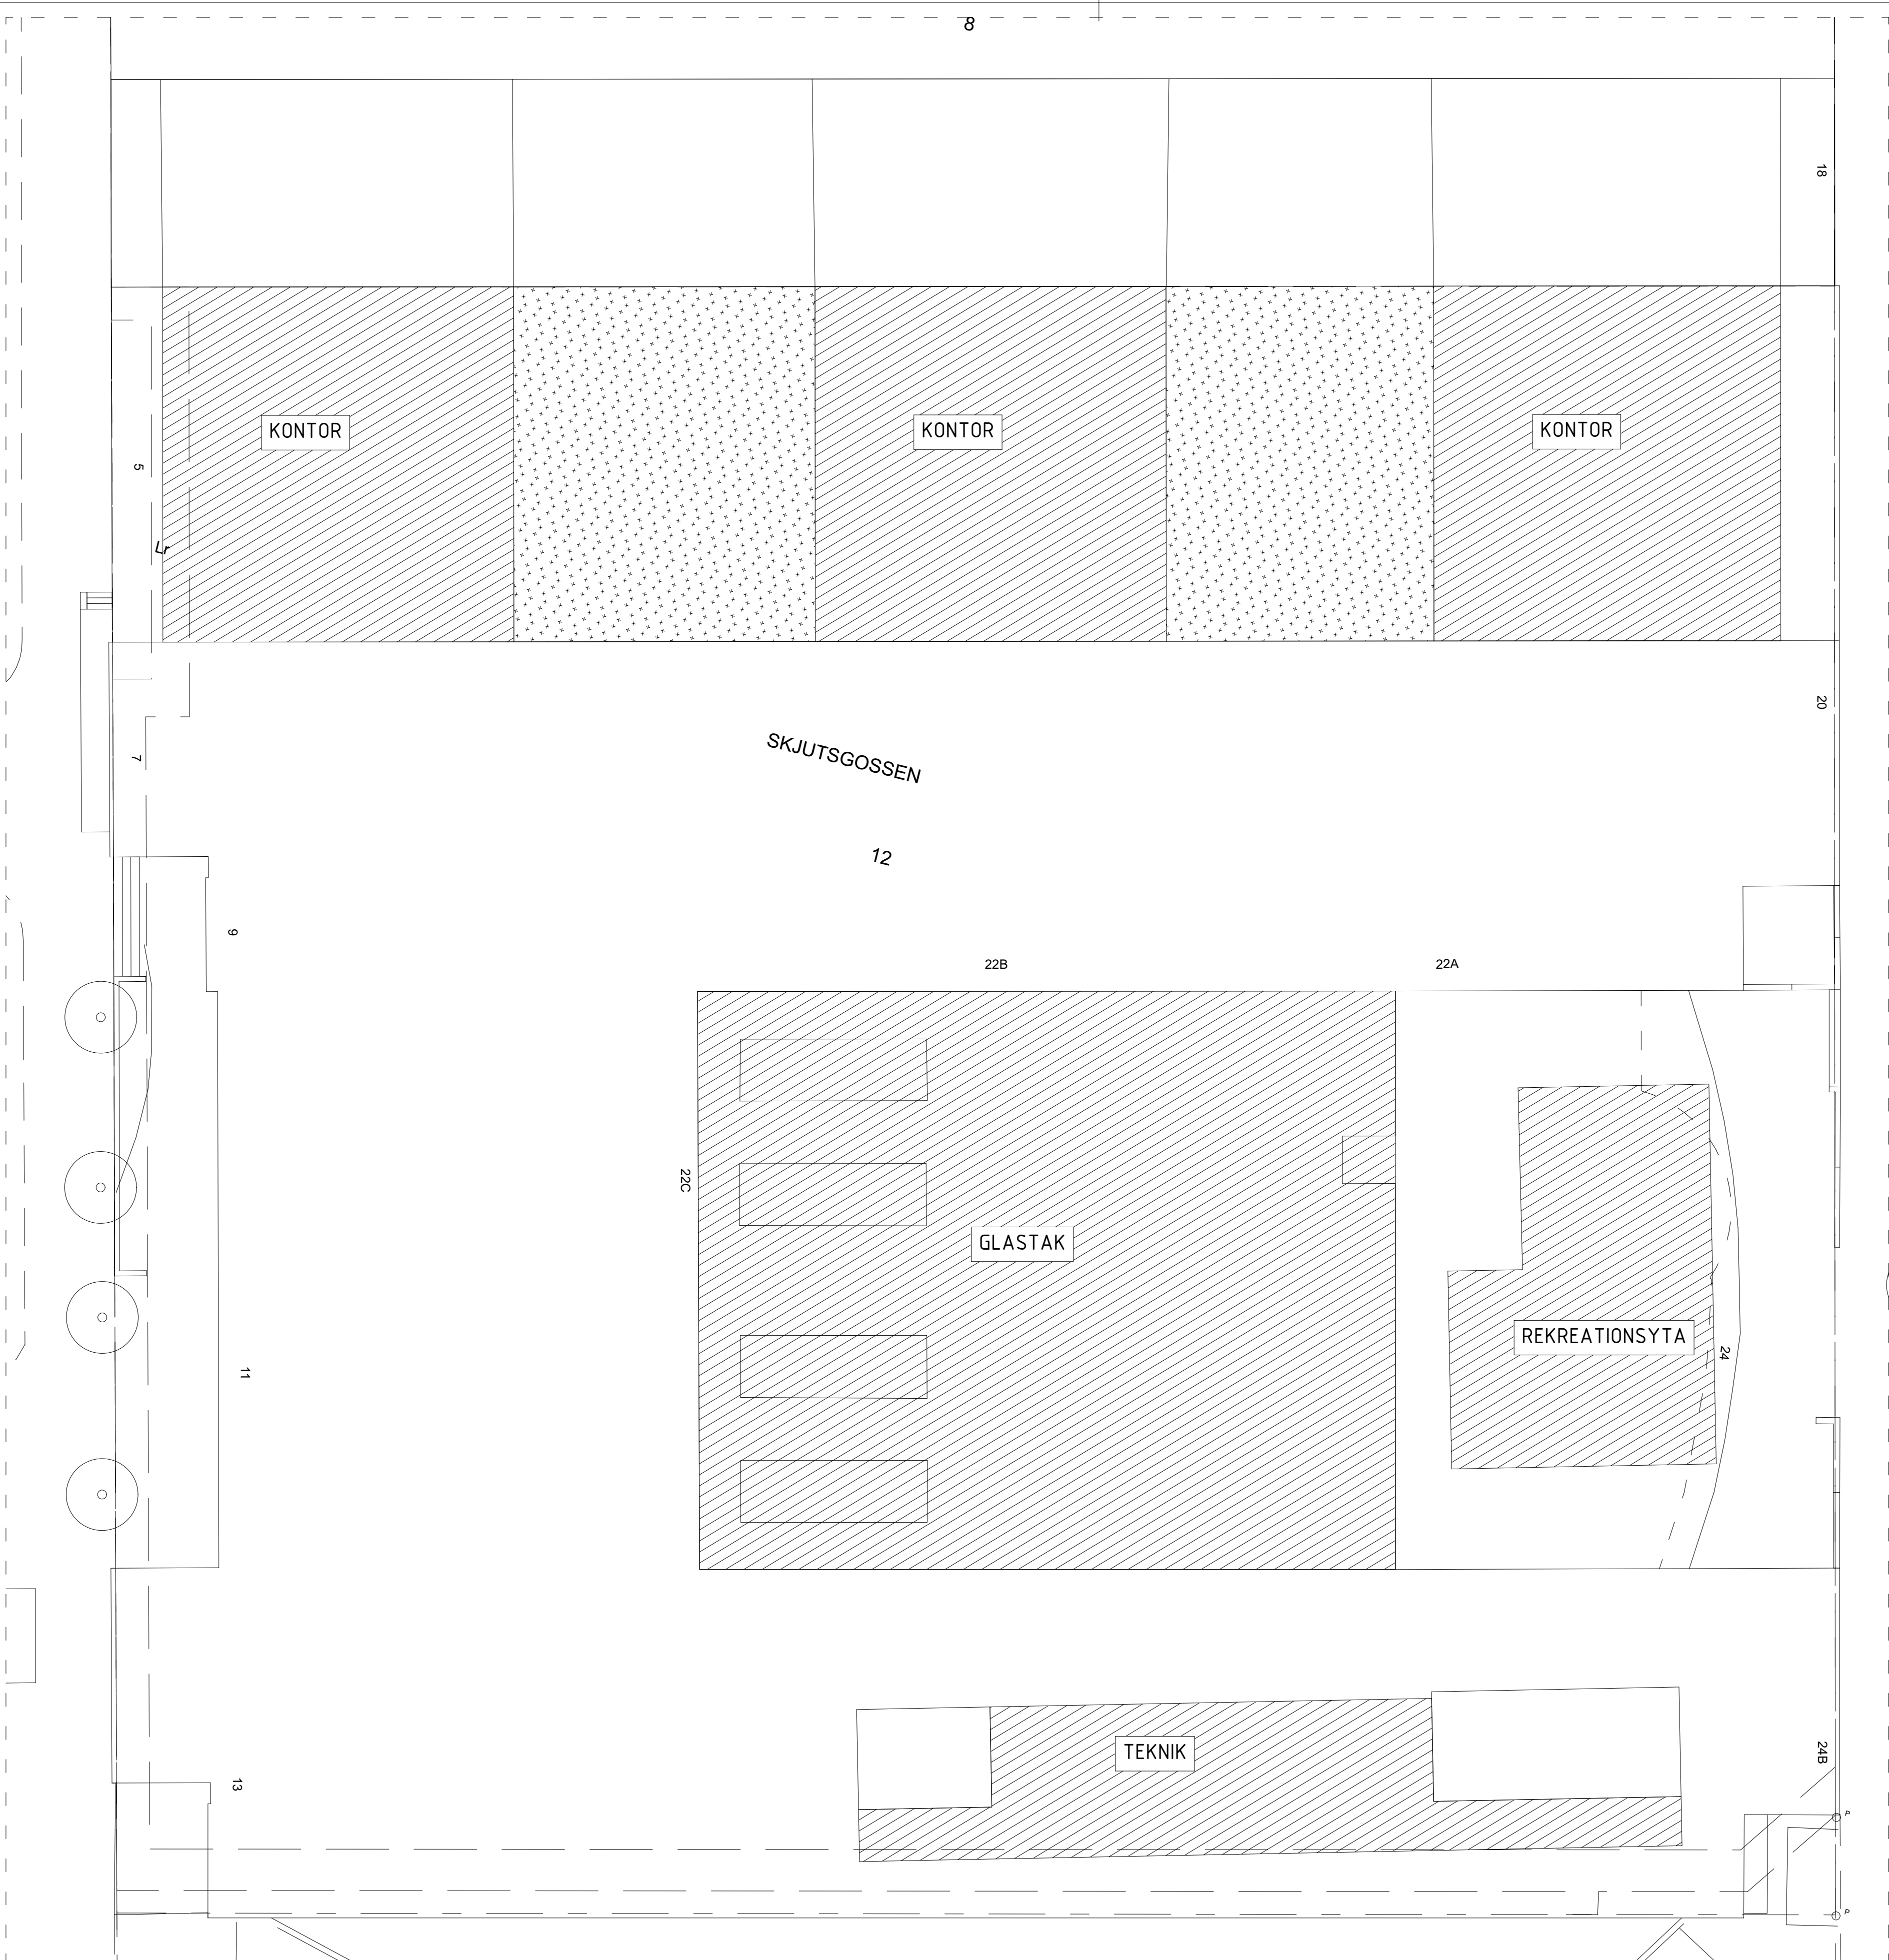 8
18
KONTOR
KONTOR
KONTOR
5
Lr
20
SKJUTSGOSSEN
7
12
9
22B
22A
22C
GLASTAK
REKREATIONSYTA
24
11
TEKNIK
24B
13
P
P